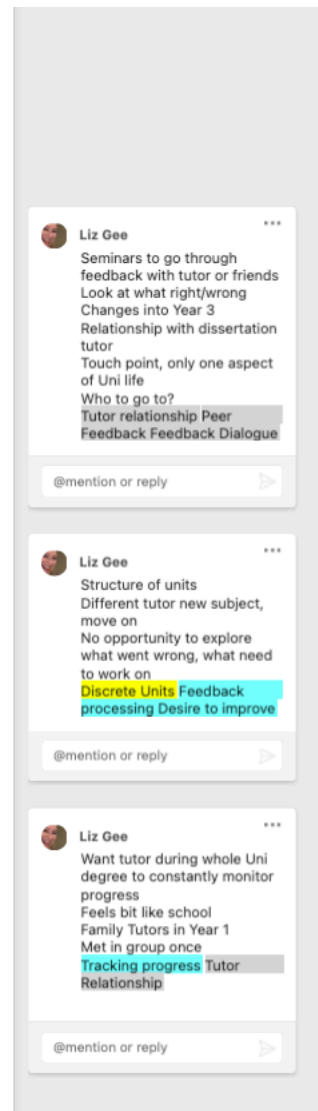 Liz Gee
Seminars to go through
feedback with tutor or friends
Look at what right/wrong
Changes into Year 3
Relationship with dissertation
tutor
Touch point, only one aspect
of Uni life
Who to go to?
Tutor relationship Peer
Feedback Feedback Dialogue
@mention or reply
Liz Gee
Structure of units
Different tutor new subject,
move on
No opportunity to explore
what went wrong, what need
to work on
Discrete Units Feedback
processing Desire to improve
@mention or reply
Liz Gee
Want tutor during whole Uni
degree to constantly monitor
progress
Feels bit like school
Family Tutors in Year 1
Met in group once
Tracking progress Tutor
Relationship
@mention or reply